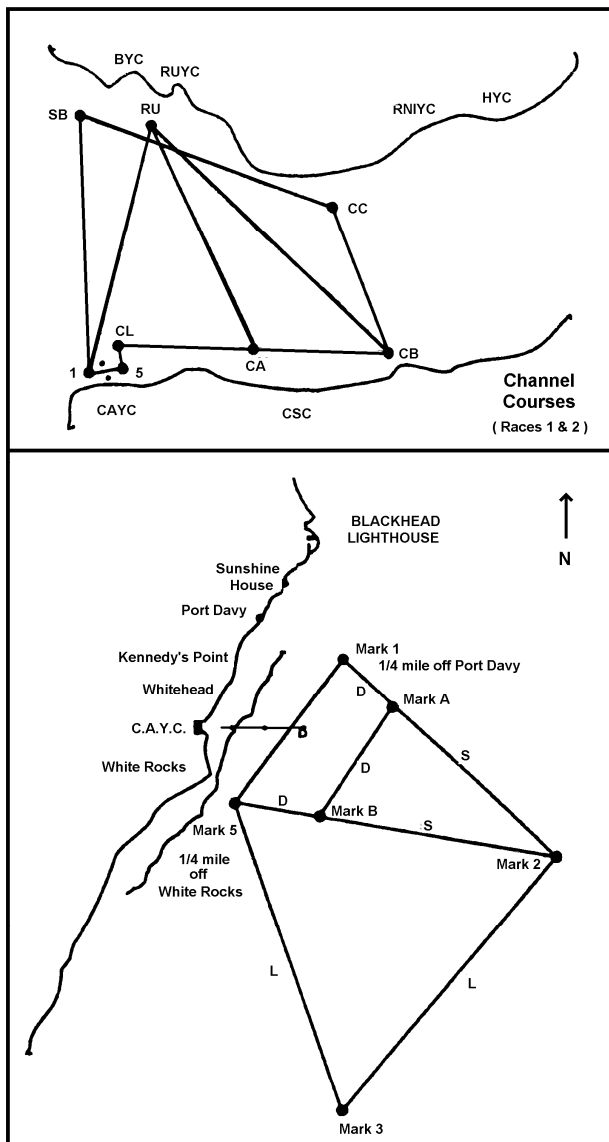 BYC
RUYC
SB
RU
RNIYC
HYC
CC
CL
CA
CB
1
5
CAYC
CSC
Channel
Courses
( Races 1 & 2 )
BLACKHEAD
LIGHTHOUSE
N
Sunshine
House
Port Davy
Kennedy's Point
Mark 1
1/4 mile off Port Davy
Whitehead
D
Mark A
C.A.Y.C.
B
S
White Rocks
D
D
Mark B
S
Mark 5
Mark 2
1/4 mile
off
White Rocks
L
L
Mark 3